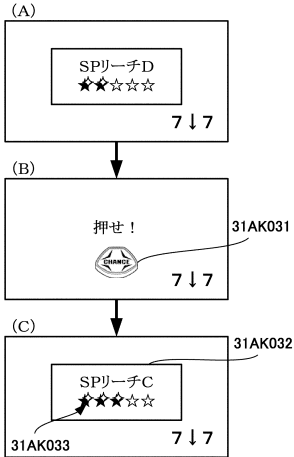 (A)
SPリーチD
★★☆☆☆
7↓7
(B)
押せ！
31AK031
CHANCE
7↓7
(C)
31AK032
SPリーチC
★★★☆☆
31AK033
7↓7